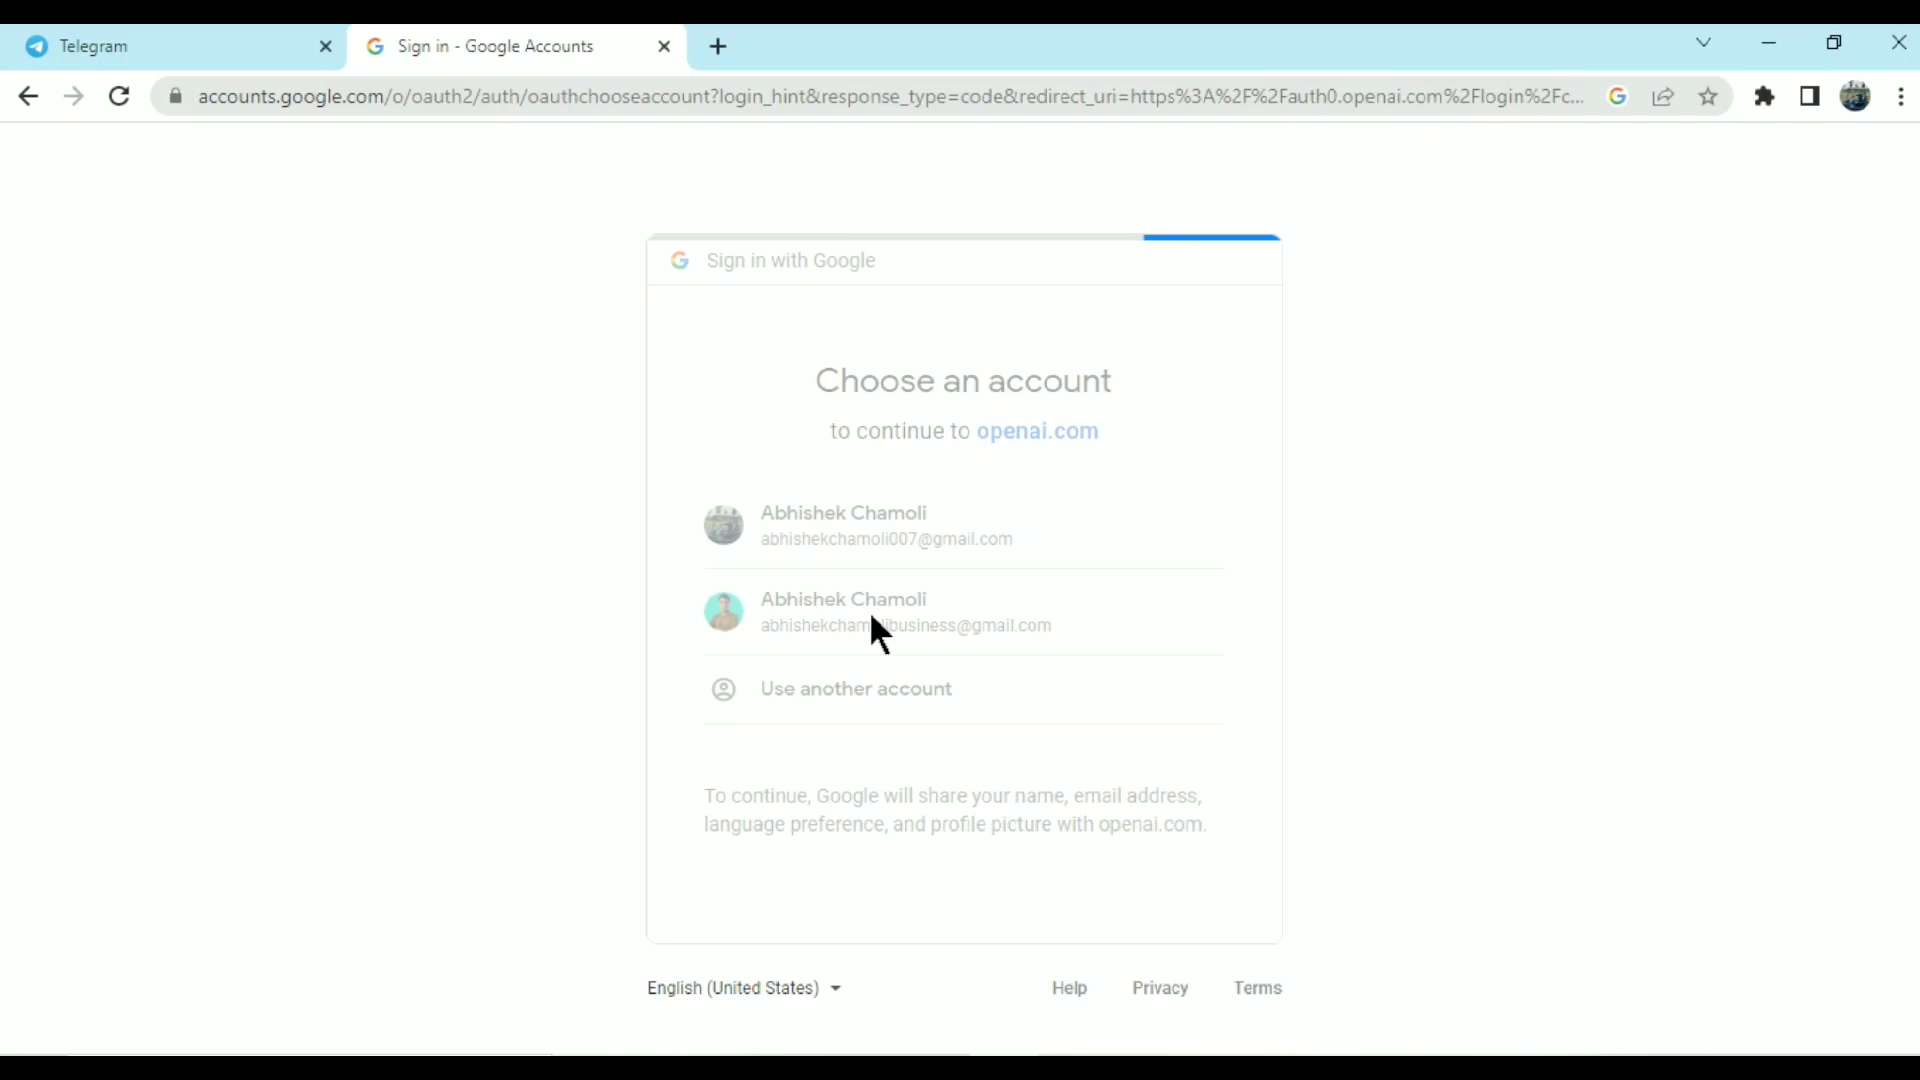 Telegram
Sign in - Google Accounts
accounts.google.com/o/oauth2/auth/oauthchooseaccount?login_hint&response_type=code&redirect_uri=https%3A%2F%2Fauth0.openai.com%2Flogin%2Fc...
Sign in with Google
Choose an account
to continue to openai.com
Abhishek Chamoli
abhishekchamoli007@gmail.com
Abhishek Chamoli
abhishekchamolibusiness@gmail.com
Use another account
To continue, Google will share your name, email address,
language preference, and profile picture with openai.com.
English (United States)
Help
Privacy
Terms